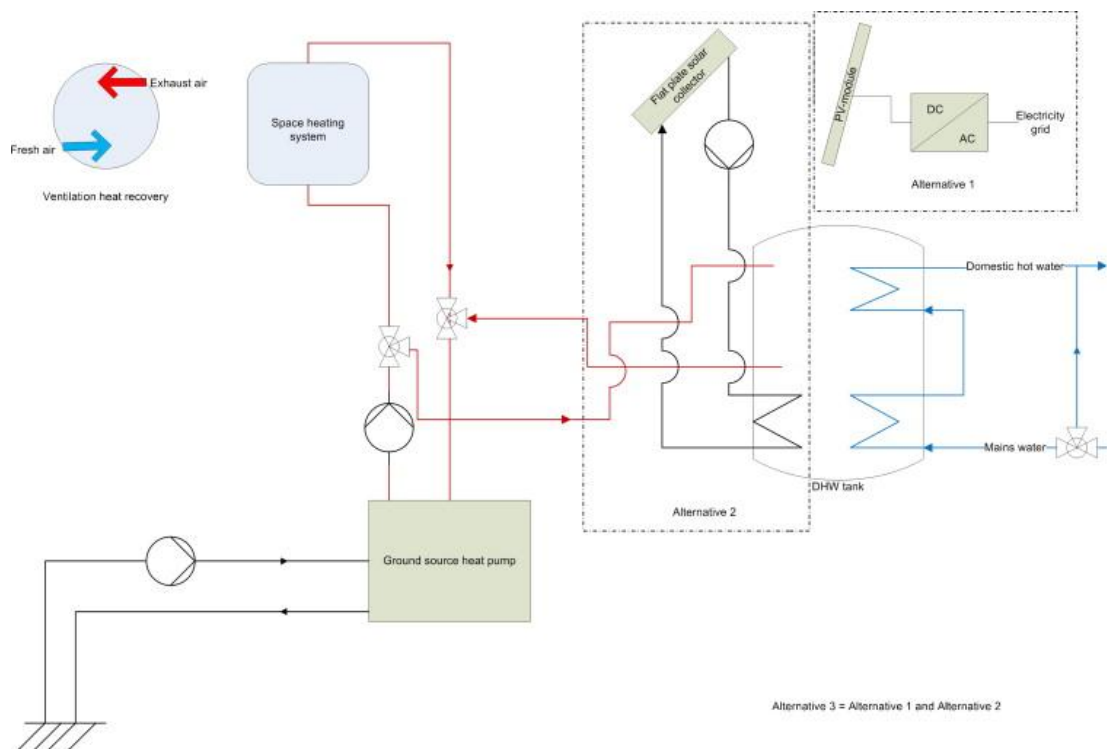 Exhaust air
Fresh air
Ventilation heat recovery
Space heating
system
Flat plate solar
collector
PV-module
DC
AC
Electricity
grid
Alternative 1
Domestic hot water
Mains water
DHW tank
Alternative 2
Ground source heat pump
Alternative 3 = Alternative 1 and Alternative 2